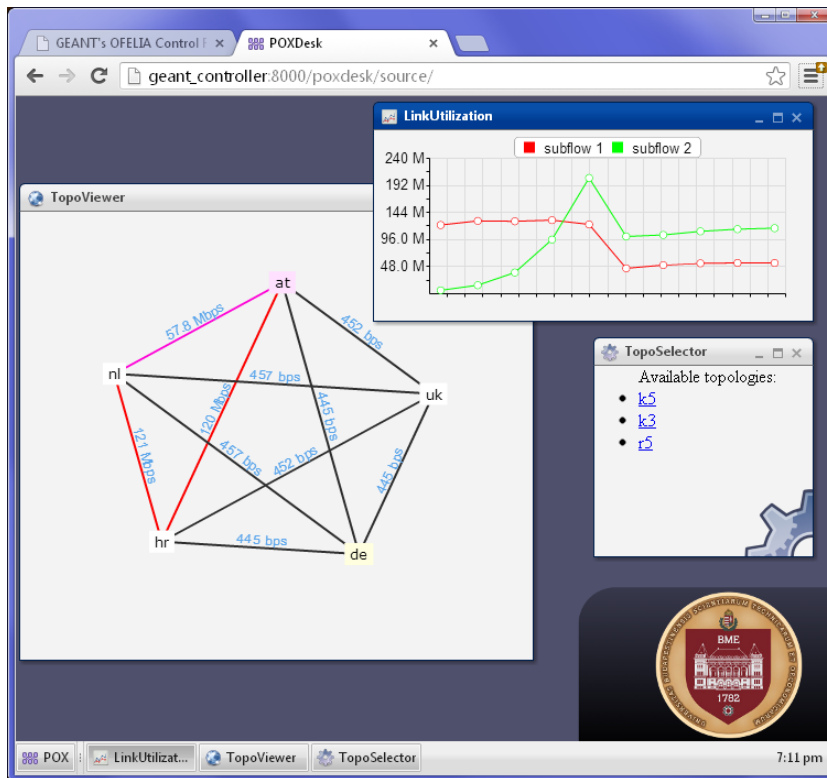 GEANT's OFELIA Control F
POXDesk
geant_controller:8000/poxdesk/source/
LinkUtilization
subflow 1 subflow 2
240 M
192 M
144 M
96.0 M
48.0 M
TopoViewer
at
57.8 Mbps
452 bps
nl
457 bps
uk
120 Mbps
445 bps
121 Mbps
457 bps
452 bps
445 bps
hr
445 bps
de
TopoSelector
Available topologies:
k5
k3
r5
BME
1782
POX LinkUtilizat... TopoViewer TopoSelector 7:11 pm